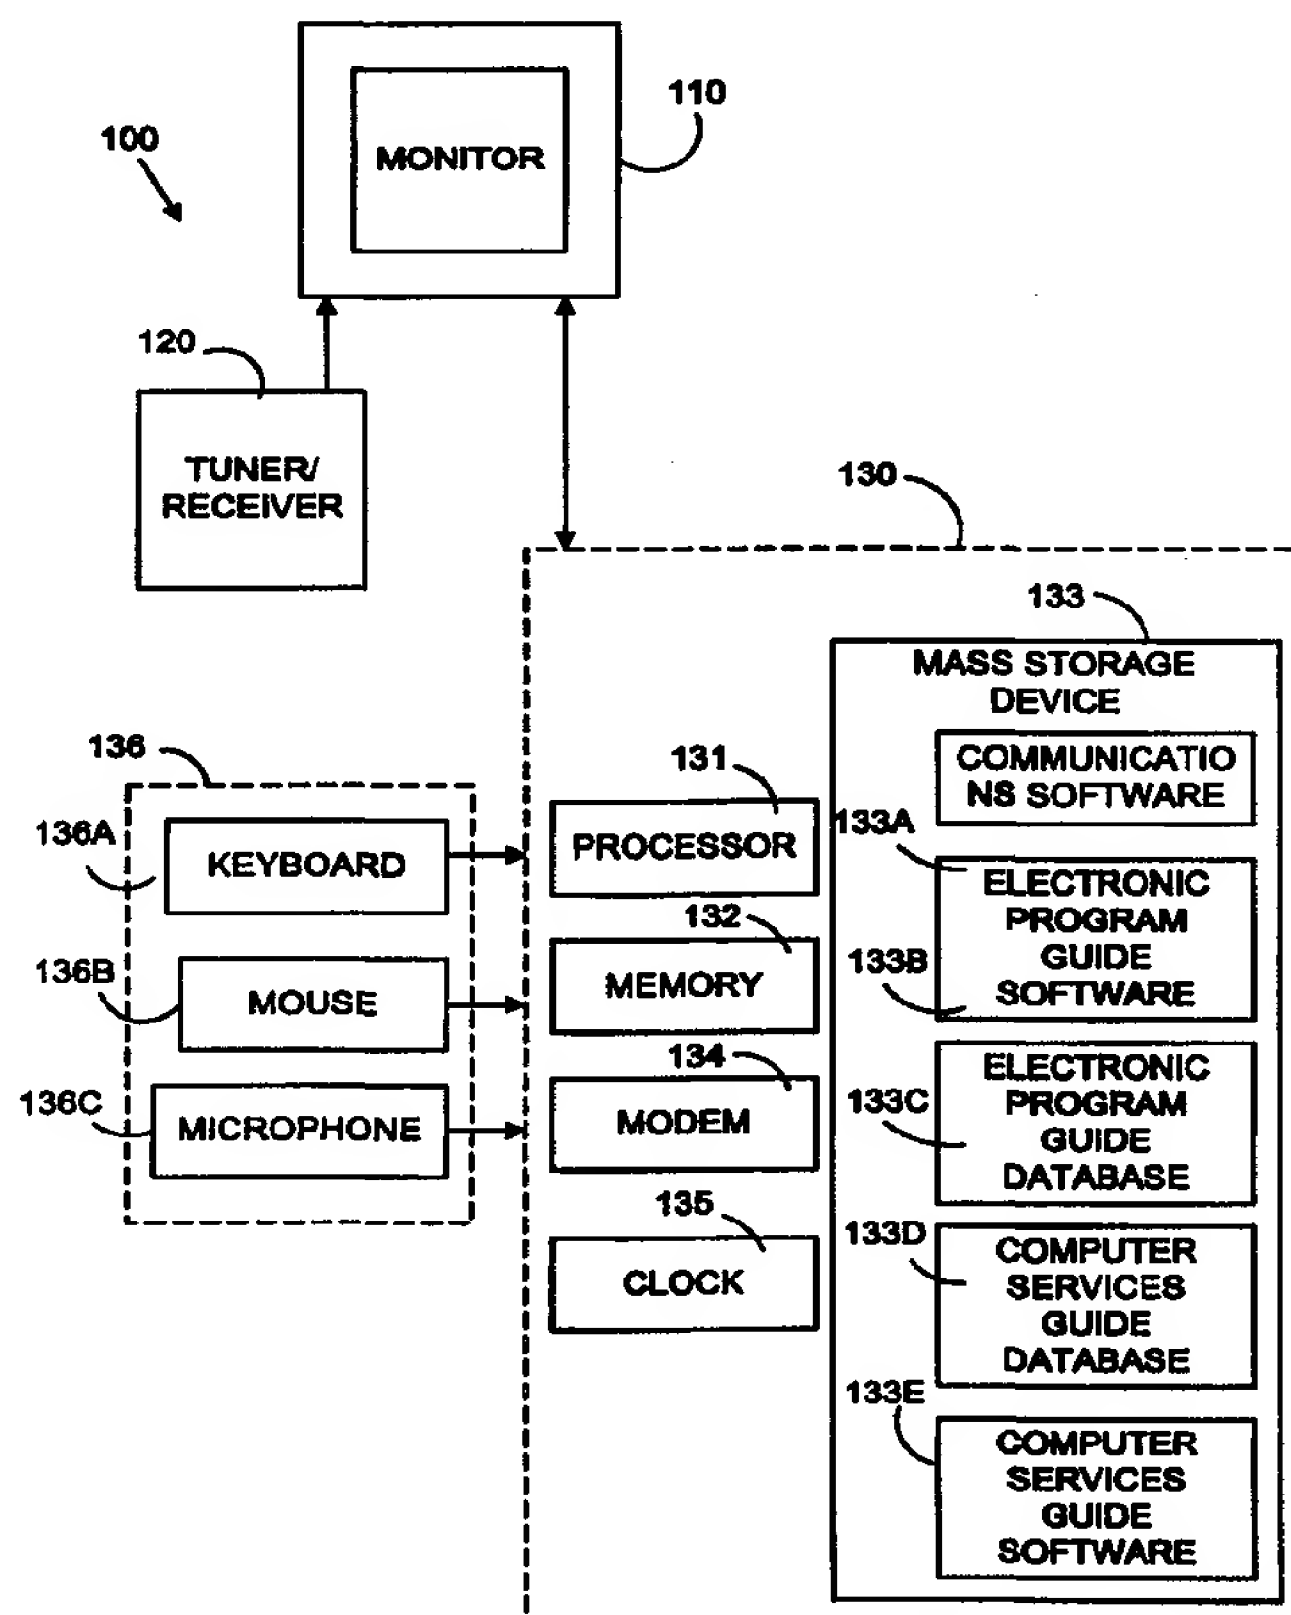 110
100
MONITOR
120
TUNER/
RECEIVER
130
133
MASS STORAGE
DEVICE
136
131
COMMUNICATIO
NS SOFTWARE
136A
KEYBOARD
PROCESSOR
133A
ELECTRONIC
PROGRAM
GUIDE
SOFTWARE
132
133B
136B
MOUSE
MEMORY
134
ELECTRONIC
PROGRAM
GUIDE
DATABASE
133C
136C
MICROPHONE
MODEM
135
133D
COMPUTER
SERVICES
GUIDE
DATABASE
CLOCK
133E
COMPUTER
SERVICES
GUIDE
SOFTWARE